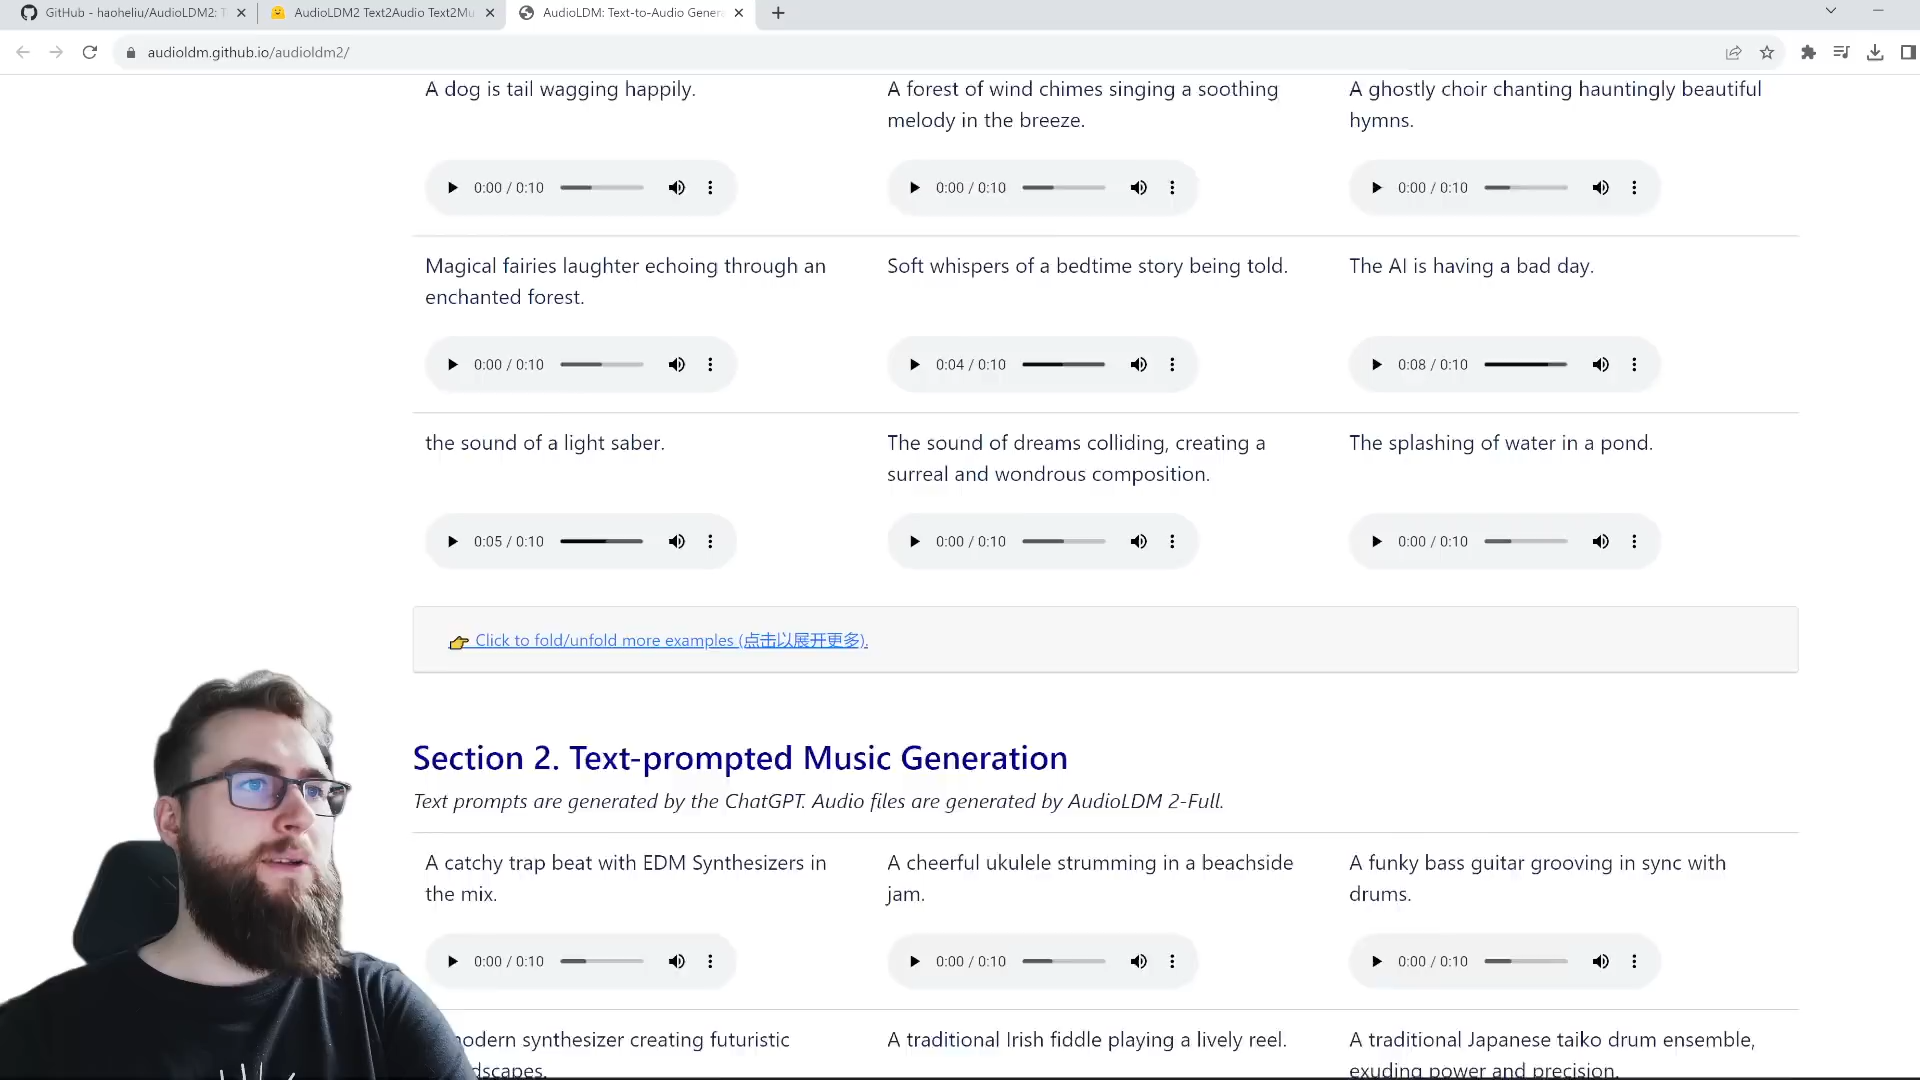 GitHub - haoheliu/AudioLDM2: T
AudioLDM2 Text2Audio Text2Mu
AudioLDM: Text-to-Audio Genera
audioldm.github.io/audioldm2/
A dog is tail wagging happily.
A forest of wind chimes singing a soothing
melody in the breeze.
A ghostly choir chanting hauntingly beautiful
hymns.
0:00 / 0:10
0:00 / 0:10
0:00 / 0:10
Magical fairies laughter echoing through an
enchanted forest.
Soft whispers of a bedtime story being told.
The AI is having a bad day.
0:00 / 0:10
0:04 / 0:10
0:08 / 0:10
the sound of a light saber.
The sound of dreams colliding, creating a
surreal and wondrous composition.
The splashing of water in a pond.
0:05 / 0:10
0:00 / 0:10
0:00 / 0:10
Click to fold/unfold more examples (点击以展开更多).
Section 2. Text-prompted Music Generation
Text prompts are generated by the ChatGPT. Audio files are generated by AudioLDM 2-Full.
A catchy trap beat with EDM Synthesizers in
the mix.
A cheerful ukulele strumming in a beachside
jam.
A funky bass guitar grooving in sync with
drums.
0:00 / 0:10
0:00 / 0:10
0:00 / 0:10
modern synthesizer creating futuristic
dscapes.
A traditional Irish fiddle playing a lively reel.
A traditional Japanese taiko drum ensemble,
exuding power and precision.